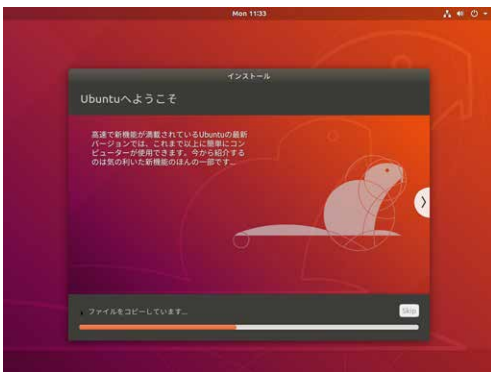 Mon 11:33
インストール
Ubuntuへようこそ
高速で新機能が満載されているUbuntuの最新
バージョンでは、これまで以上に簡単にコン
ピューターが使用できます。今から紹介する
のは気の利いた新機能のほんの一部です...
ファイルをコピーしています...
Skip